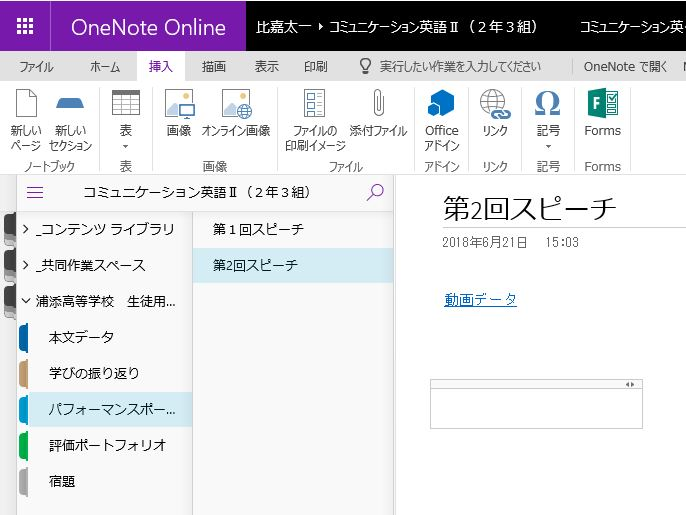 OneNote Online
比嘉太一 ▸ コミュニケーション英語Ⅱ（２年３組）
コミュニケーション英
ファイル ホーム 挿入 描画 表示 印刷 実行したい作業を入力してください OneNote で開く
新しいページ 新しいセクション 表 画像 オンライン画像 ファイルの印刷イメージ 添付ファイル Office アドイン リンク 記号 Forms
ノートブック 表 画像 ファイル アドイン リンク 記号 Forms
コミュニケーション英語Ⅱ（２年３組）
_コンテンツ ライブラリ
_共同作業スペース
浦添高等学校　生徒用...
本文データ
学びの振り返り
パフォーマンスポー...
評価ポートフォリオ
宿題
第１回スピーチ
第2回スピーチ
第2回スピーチ
2018年6月21日 15:03
動画データ